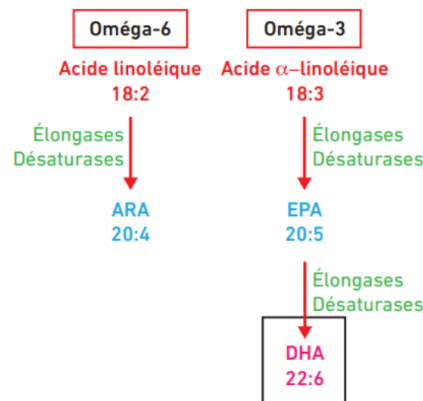 Oméga-6
Acide linoléique
18:2
Élongases
Désaturases
ARA
20:4
Oméga-3
Acide α–linoléique
18:3
Élongases
Désaturases
EPA
20:5
Élongases
Désaturases
DHA
22:6